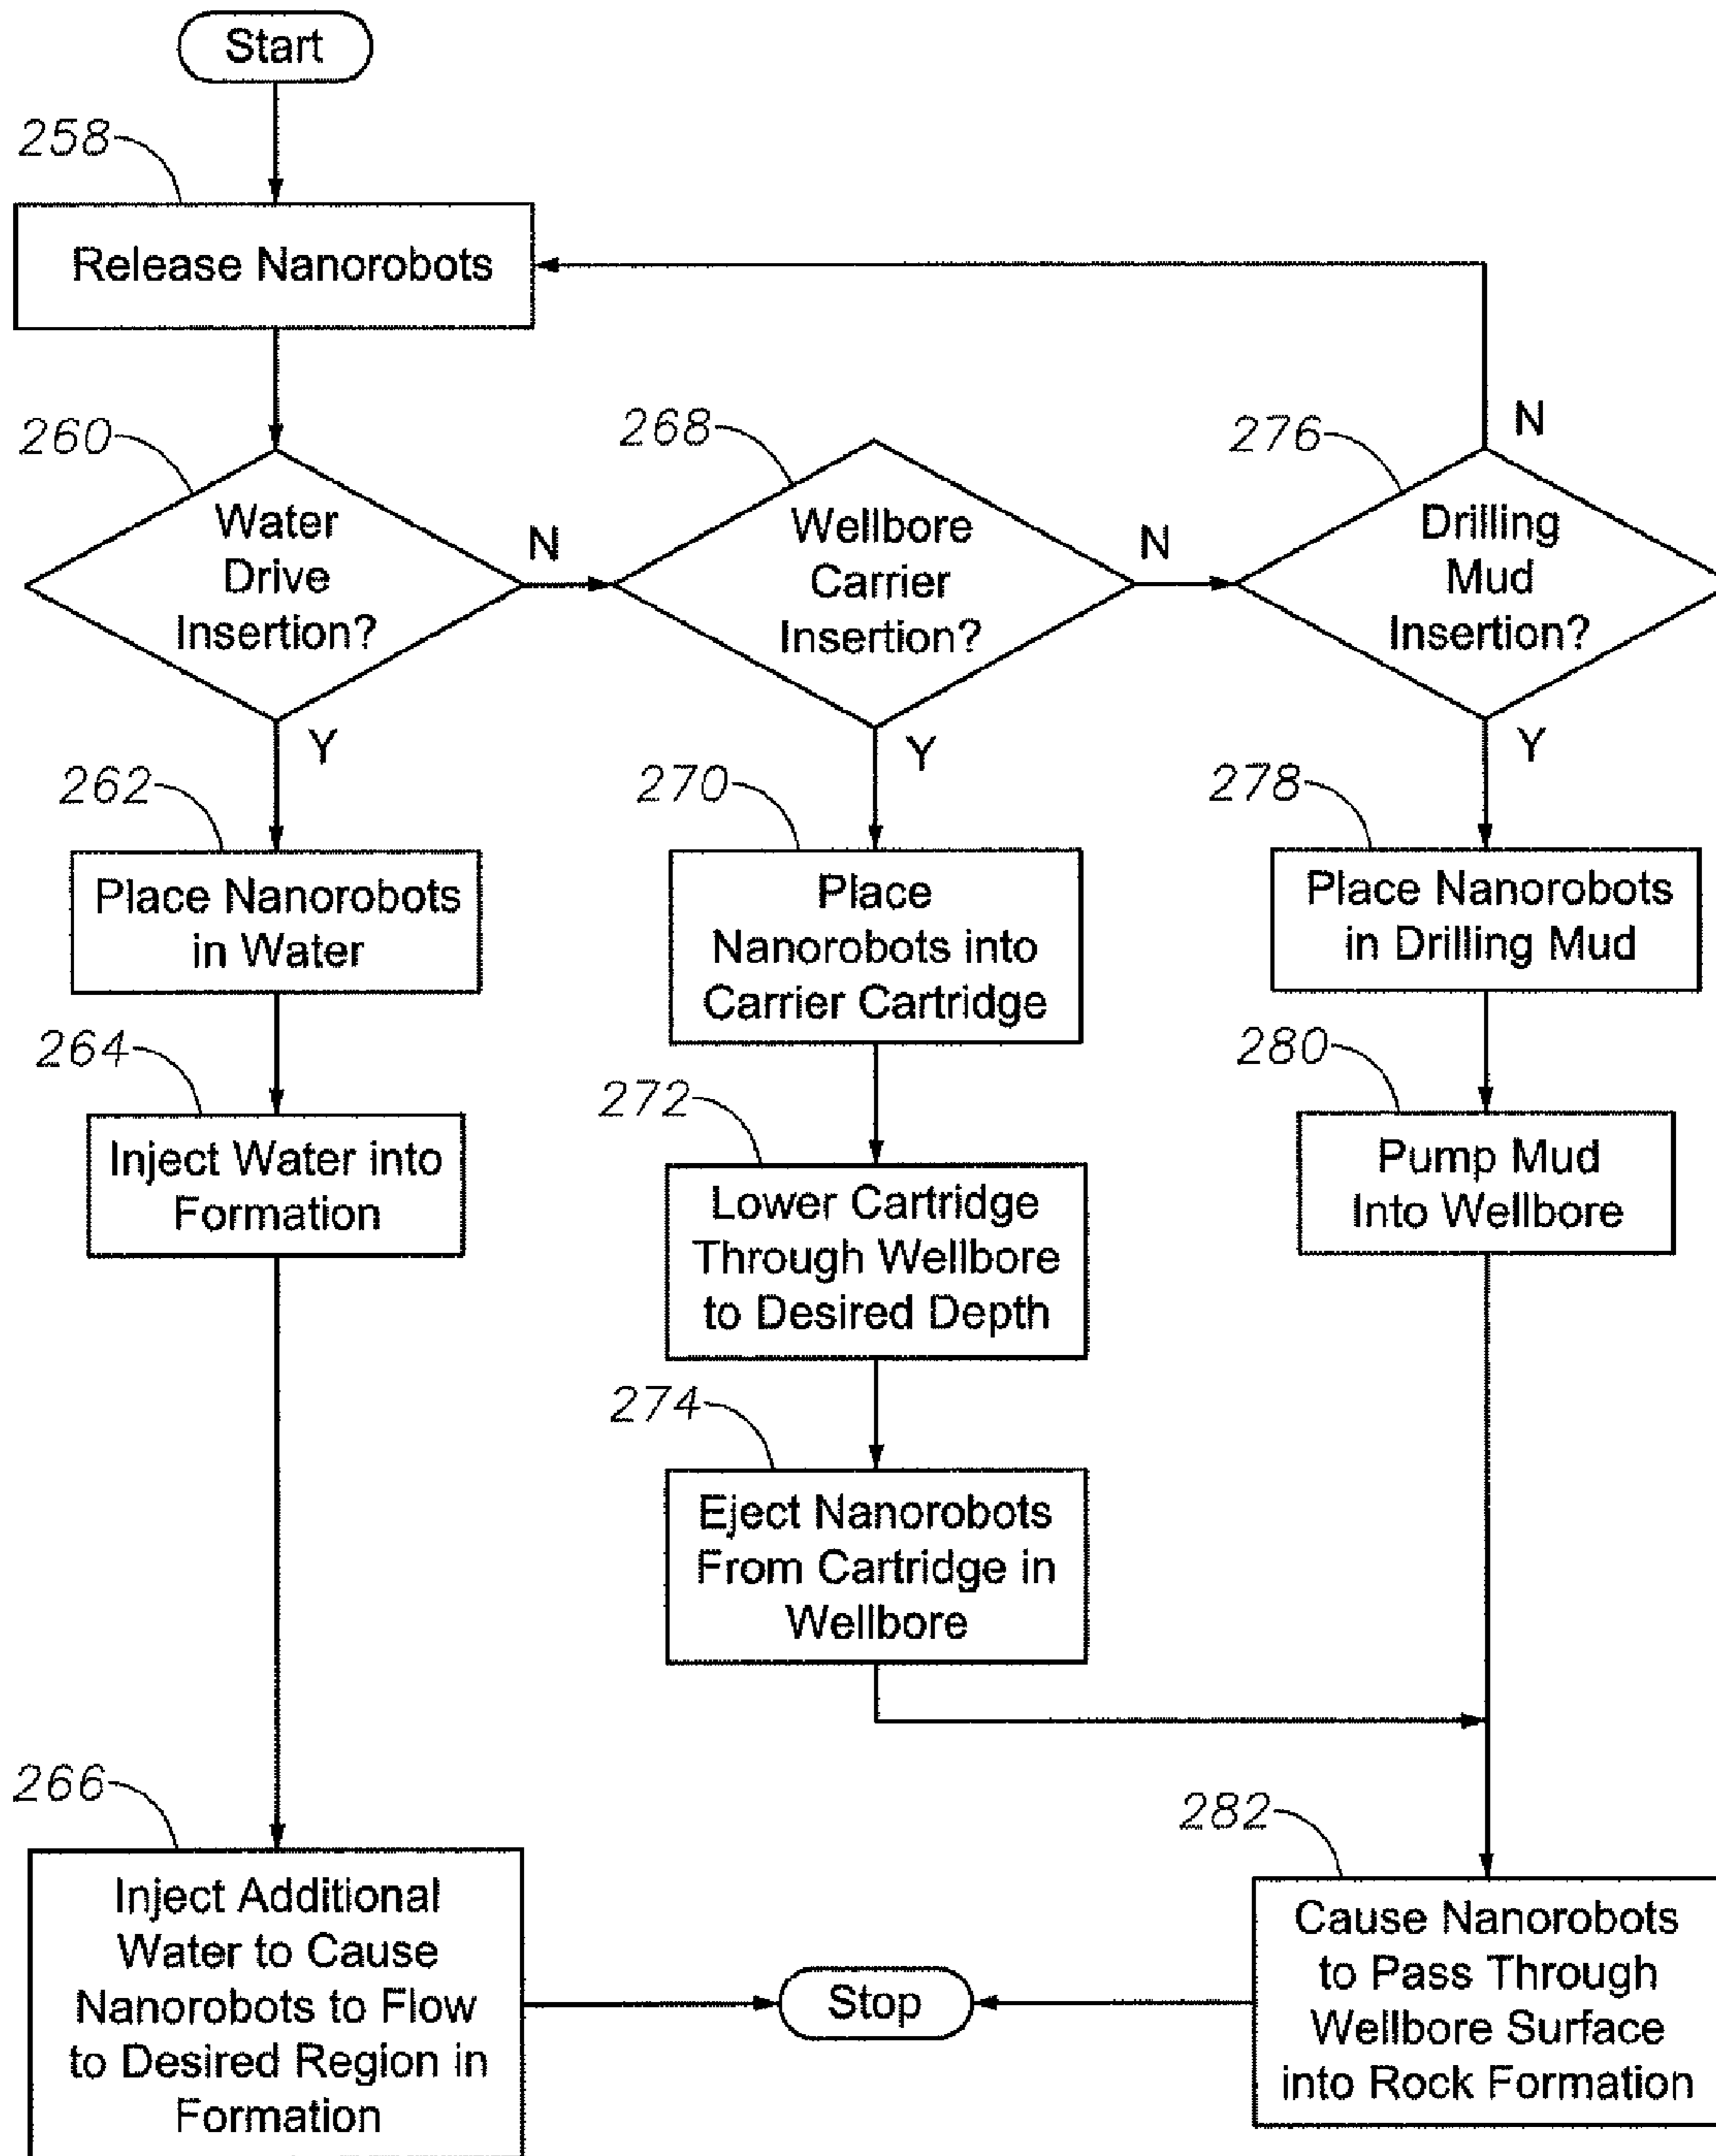 Start
258
Release Nanorobots
260
Water
Drive
Insertion?
N
268
Wellbore
Carrier
Insertion?
N
276
Drilling
Mud
Insertion?
N
Y
262
Place Nanorobots
in Water
264
Inject Water into
Formation
266
Inject Additional
Water to Cause
Nanorobots to Flow
to Desired Region in
Formation
Y
270
Place
Nanorobots into
Carrier Cartridge
272
Lower Cartridge
Through Wellbore
to Desired Depth
274
Eject Nanorobots
From Cartridge in
Wellbore
Y
278
Place Nanorobots
in Drilling Mud
280
Pump Mud
Into Wellbore
282
Cause Nanorobots
to Pass Through
Wellbore Surface
into Rock Formation
Stop